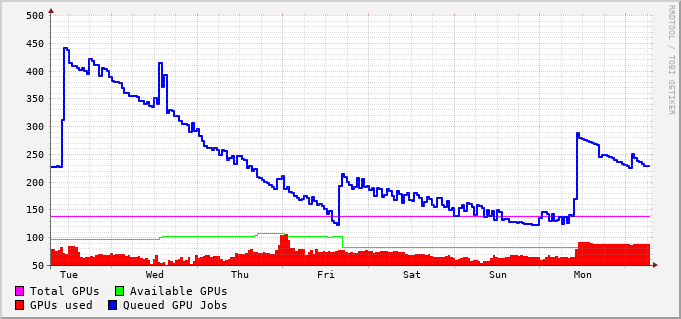 500
450
400
350
300
250
200
150
100
50
Tue Wed Thu Fri Sat Sun Mon
Total GPUs Available GPUs
GPUs used Queued GPU Jobs
RRDTOOL / TOBI OETIKER